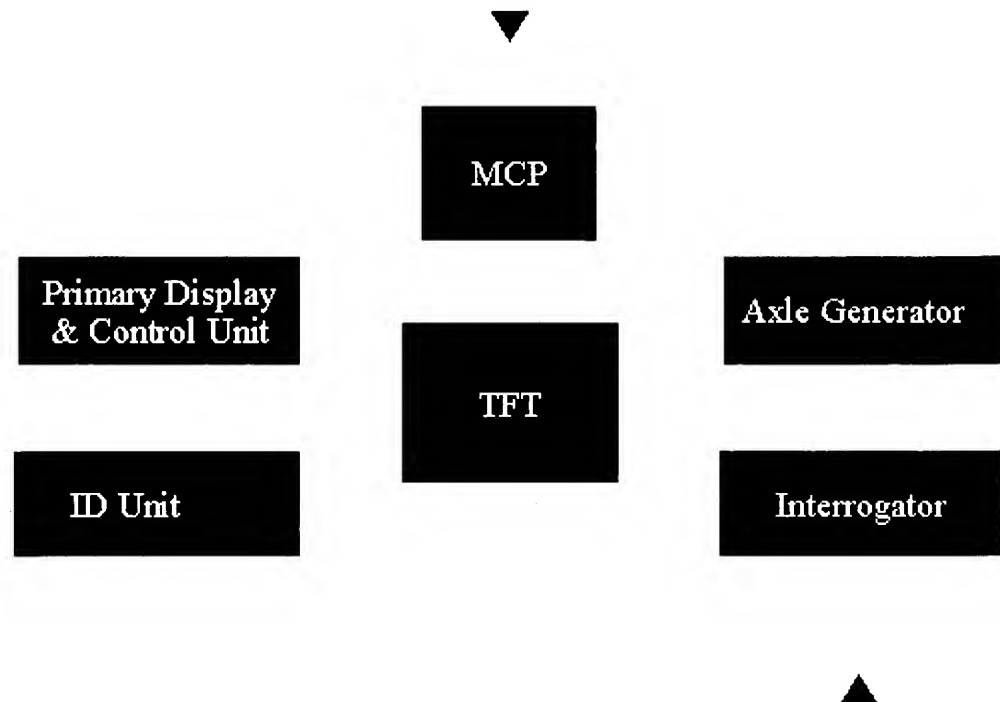 MCP
Primary Display
& Control Unit
Axle Generator
TFT
ID Unit
Interrogator